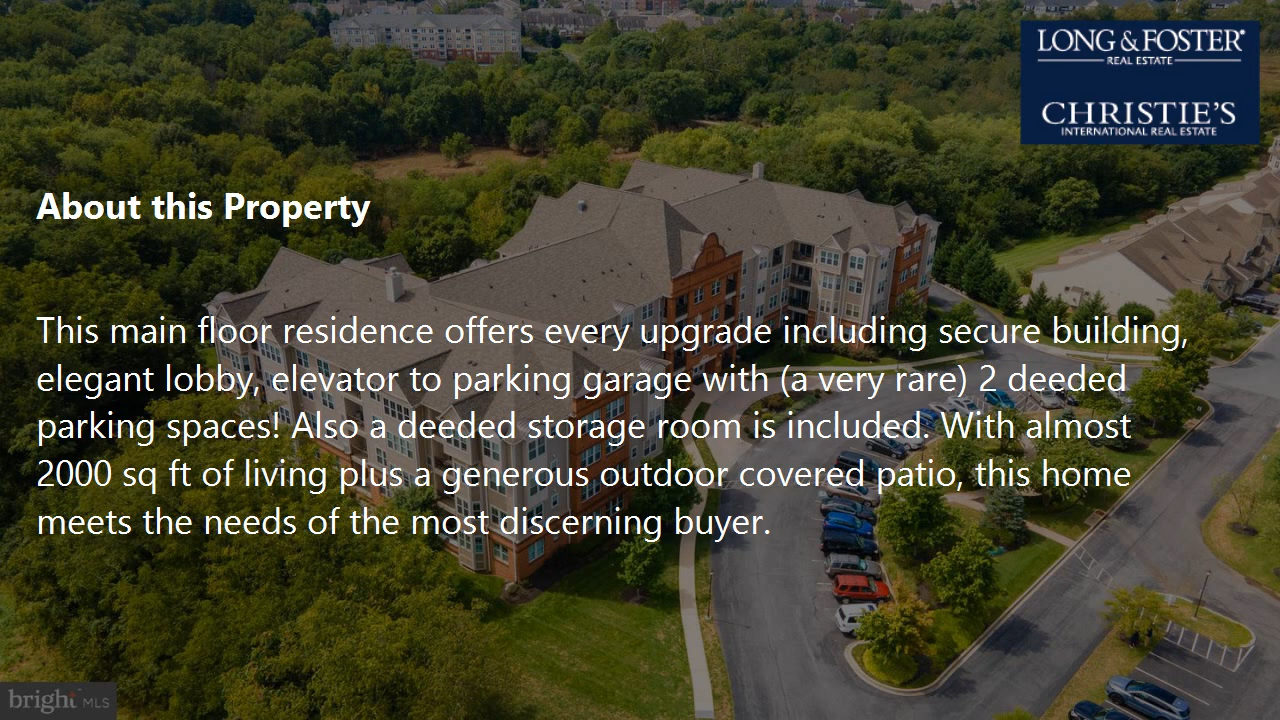 LONG & FOSTER®
REAL ESTATE
CHRISTIE'S
INTERNATIONAL REAL ESTATE
About this Property
This main floor residence offers every upgrade including secure building,
elegant lobby, elevator to parking garage with (a very rare) 2 deeded
parking spaces! Also a deeded storage room is included. With almost
2000 sq ft of living plus a generous outdoor covered patio, this home
meets the needs of the most discerning buyer.
bright MLS